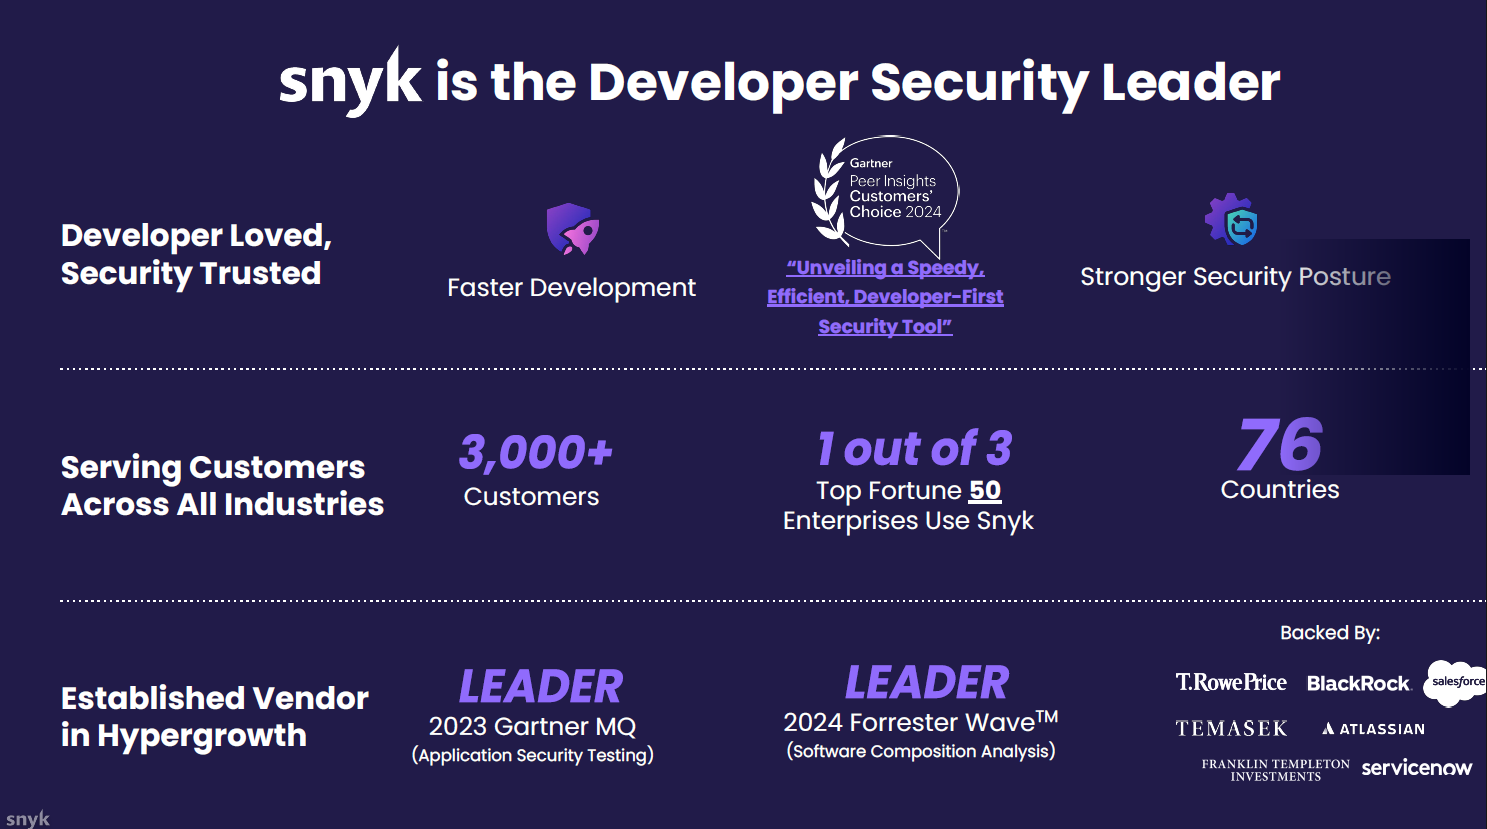 snyk is the Developer Security Leader
Developer Loved,
Security Trusted
Faster Development
Gartner
Peer Insights
Customers'
Choice 2024
“Unveiling a Speedy,
Efficient, Developer-First
Security Tool”
Stronger Security Posture
Serving Customers
Across All Industries
3,000+
Customers
1 out of 3
Top Fortune 50
Enterprises Use Snyk
76
Countries
Established Vendor
in Hypergrowth
LEADER
2023 Gartner MQ
(Application Security Testing)
LEADER
2024 Forrester Wave™
(Software Composition Analysis)
Backed By:
T.RowePrice
BlackRock.
salesforce
TEMASEK
ATLASSIAN
FRANKLIN TEMPLETON
INVESTMENTS
servicenow
snyk